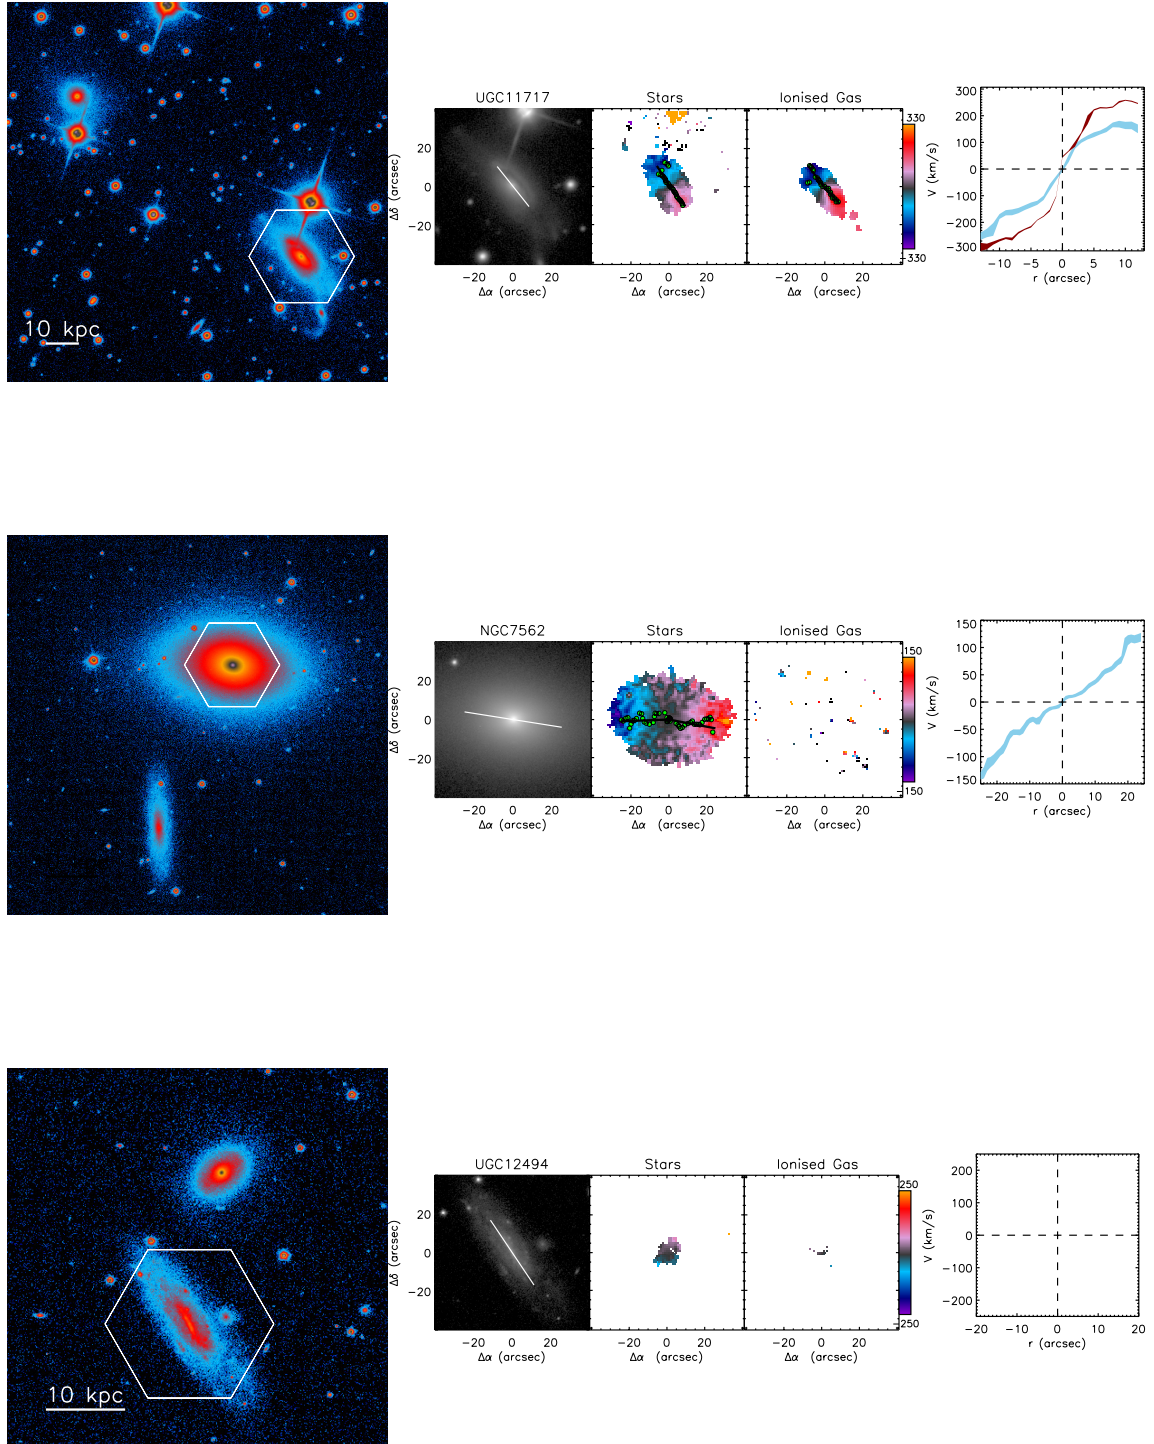 10 kpc
UGC11717
Stars
Ionised Gas
Δδ (arcsec)
20
0
−20
−20 0 20
−20 0 20
−20 0 20
Δα (arcsec)
Δα (arcsec)
Δα (arcsec)
330
−330
V (km/s)
300
200
100
0
−100
−200
−300
−10 −5 0 5 10
r (arcsec)
NGC7562
Stars
Ionised Gas
Δδ (arcsec)
20
0
−20
−20 0 20
−20 0 20
−20 0 20
Δα (arcsec)
Δα (arcsec)
Δα (arcsec)
150
150
V (km/s)
150
100
50
0
−50
−100
−150
−20 −10 0 10 20
r (arcsec)
10 kpc
UGC12494
Stars
Ionised Gas
Δδ (arcsec)
20
0
−20
−20 0 20
−20 0 20
−20 0 20
Δα (arcsec)
Δα (arcsec)
Δα (arcsec)
250
−250
V (km/s)
200
100
0
−100
−200
−20 −10 0 10 20
r (arcsec)